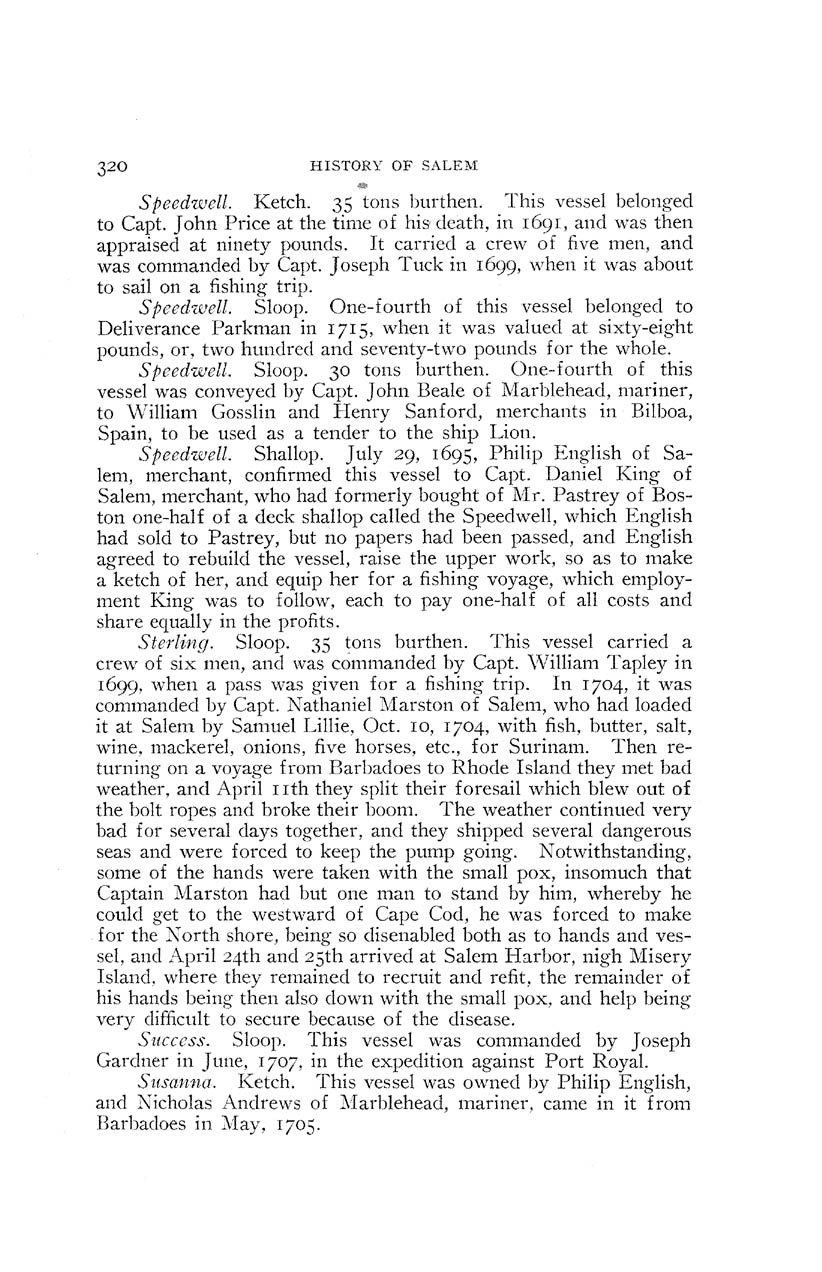 320 HISTORY OF SALEM
Speedwell. Ketch. 35 tons burthen. This vessel belonged
to Capt. John Price at the time of his death, in 1691, and was then
appraised at ninety pounds. It carried a crew of five men, and
was commanded by Capt. Joseph Tuck in 1699, when it was about
to sail on a fishing trip.
Speedwell. Sloop. One-fourth of this vessel belonged to
Deliverance Parkman in 1715, when it was valued at sixty-eight
pounds, or, two hundred and seventy-two pounds for the whole.
Speedwell. Sloop. 30 tons burthen. One-fourth of this
vessel was conveyed by Capt. John Beale of Marblehead, mariner,
to William Gosslin and Henry Sanford, merchants in Bilboa,
Spain, to be used as a tender to the ship Lion.
Speedwell. Shallop. July 29, 1695, Philip English of Sa-
lem, merchant, confirmed this vessel to Capt. Daniel King of
Salem, merchant, who had formerly bought of Mr. Pastrey of Bos-
ton one-half of a deck shallop called the Speedwell, which English
had sold to Pastrey, but no papers had been passed, and English
agreed to rebuild the vessel, raise the upper work, so as to make
a ketch of her, and equip her for a fishing voyage, which employ-
ment King was to follow, each to pay one-half of all costs and
share equally in the profits.
Sterling. Sloop. 35 tons burthen. This vessel carried a
crew of six men, and was commanded by Capt. William Tapley in
1699, when a pass was given for a fishing trip. In 1704, it was
commanded by Capt. Nathaniel Marston of Salem, who had loaded
it at Salem by Samuel Lillie, Oct. 10, 1704, with fish, butter, salt,
wine, mackerel, onions, five horses, etc., for Surinam. Then re-
turning on a voyage from Barbadoes to Rhode Island they met bad
weather, and April 11th they split their foresail which blew out of
the bolt ropes and broke their boom. The weather continued very
bad for several days together, and they shipped several dangerous
seas and were forced to keep the pump going. Notwithstanding,
some of the hands were taken with the small pox, insomuch that
Captain Marston had but one man to stand by him, whereby he
could get to the westward of Cape Cod, he was forced to make
for the North shore, being so disenabled both as to hands and ves-
sel, and April 24th and 25th arrived at Salem Harbor, nigh Misery
Island, where they remained to recruit and refit, the remainder of
his hands being then also down with the small pox, and help being
very difficult to secure because of the disease.
Success. Sloop. This vessel was commanded by Joseph
Gardner in June, 1707, in the expedition against Port Royal.
Susanna. Ketch. This vessel was owned by Philip English,
and Nicholas Andrews of Marblehead, mariner, came in it from
Barbadoes in May, 1705.